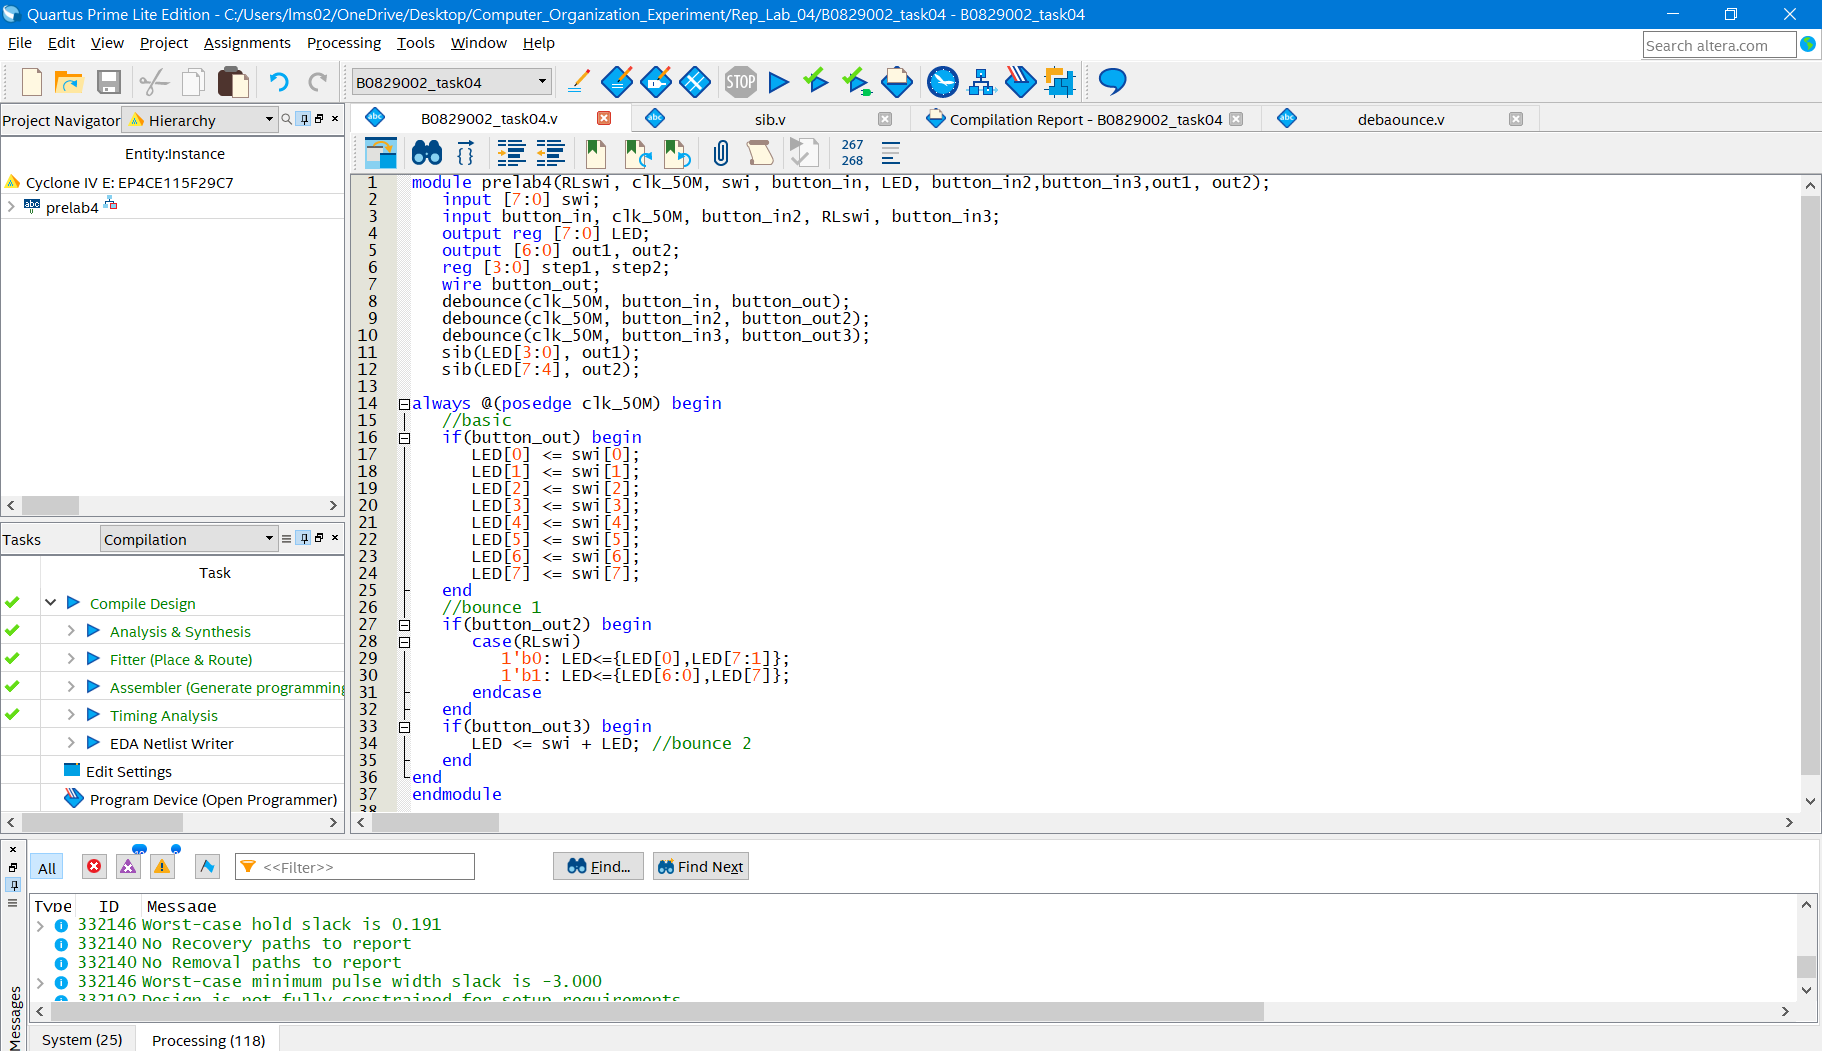 Quartus Prime Lite Edition - C:/Users/lms02/OneDrive/Desktop/Computer_Organization_Experiment/Rep_Lab_04/B0829002_task04 - B0829002_task04
File Edit View Project Assignments Processing Tools Window Help
Search altera.com
B0829002_task04
STOP
Project Navigator Hierarchy
Entity:Instance
Cyclone IV E: EP4CE115F29C7
prelab4
Tasks Compilation
Task
Compile Design
Analysis & Synthesis
Fitter (Place & Route)
Assembler (Generate programming
Timing Analysis
EDA Netlist Writer
Edit Settings
Program Device (Open Programmer)
B0829002_task04.v sib.v Compilation Report - B0829002_task04 debaounce.v
267
268
1 module prelab4(RLswi, clk_50M, swi, button_in, LED, button_in2,button_in3,out1, out2);
2 input [7:0] swi;
3 input button_in, clk_50M, button_in2, RLswi, button_in3;
4 output reg [7:0] LED;
5 output [6:0] out1, out2;
6 reg [3:0] step1, step2;
7 wire button_out;
8 debounce(clk_50M, button_in, button_out);
9 debounce(clk_50M, button_in2, button_out2);
10 debounce(clk_50M, button_in3, button_out3);
11 sib(LED[3:0], out1);
12 sib(LED[7:4], out2);
13
14 always @(posedge clk_50M) begin
15 //basic
16 if(button_out) begin
17 LED[0] <= swi[0];
18 LED[1] <= swi[1];
19 LED[2] <= swi[2];
20 LED[3] <= swi[3];
21 LED[4] <= swi[4];
22 LED[5] <= swi[5];
23 LED[6] <= swi[6];
24 LED[7] <= swi[7];
25 end
26 //bounce 1
27 if(button_out2) begin
28 case(RLswi)
29 1'b0: LED<={LED[0],LED[7:1]};
30 1'b1: LED<={LED[6:0],LED[7]};
31 endcase
32 end
33 if(button_out3) begin
34 LED <= swi + LED; //bounce 2
35 end
36 end
37 endmodule
38
All <<Filter>> Find... Find Next
Type ID Message
332146 Worst-case hold slack is 0.191
332140 No Recovery paths to report
332140 No Removal paths to report
332146 Worst-case minimum pulse width slack is -3.000
332102 Design is not fully constrained for setup requirements
Messages
System (25) Processing (118)